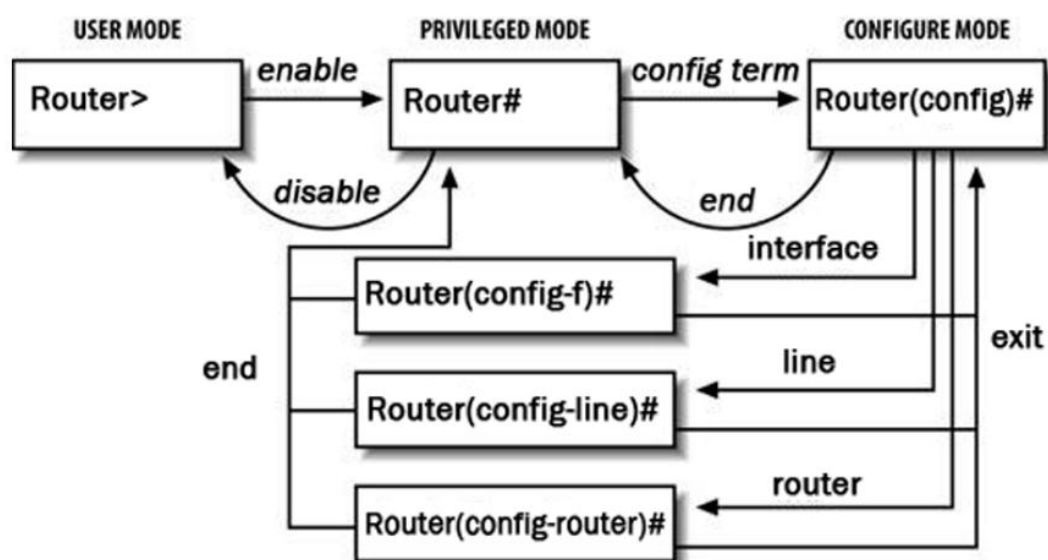 USER MODE
PRIVILEGED MODE
CONFIGURE MODE
Router>
enable
Router#
config term
Router(config)#
disable
end
interface
Router(config-f)#
end
exit
line
Router(config-line)#
router
Router(config-router)#